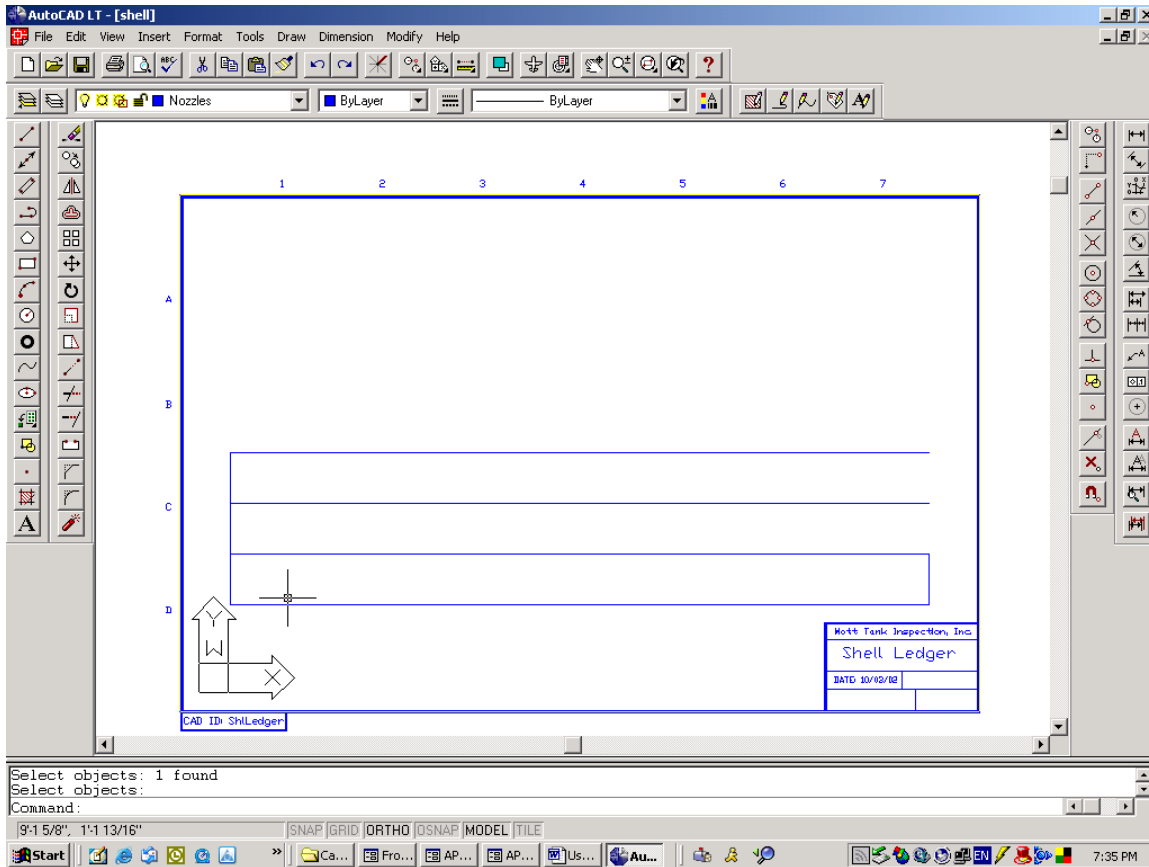 AutoCAD LT - [shell]
File Edit View Insert Format Tools Draw Dimension Modify Help
ABC
?
Nozzles ByLayer ByLayer
1 2 3 4 5 6 7
A
B
C
D
Y
W
X
Mott Tank Inspection, Inc.
Shell Ledger
DATE: 10/03/02
CAD ID: ShlLedger
Select objects: 1 found
Select objects:
Command:
9'-1 5/8", 1'-1 13/16" SNAP GRID ORTHO OSNAP MODEL TILE
Start » Ca... Fro... AP... AP... Us... Au... EN 7:35 PM